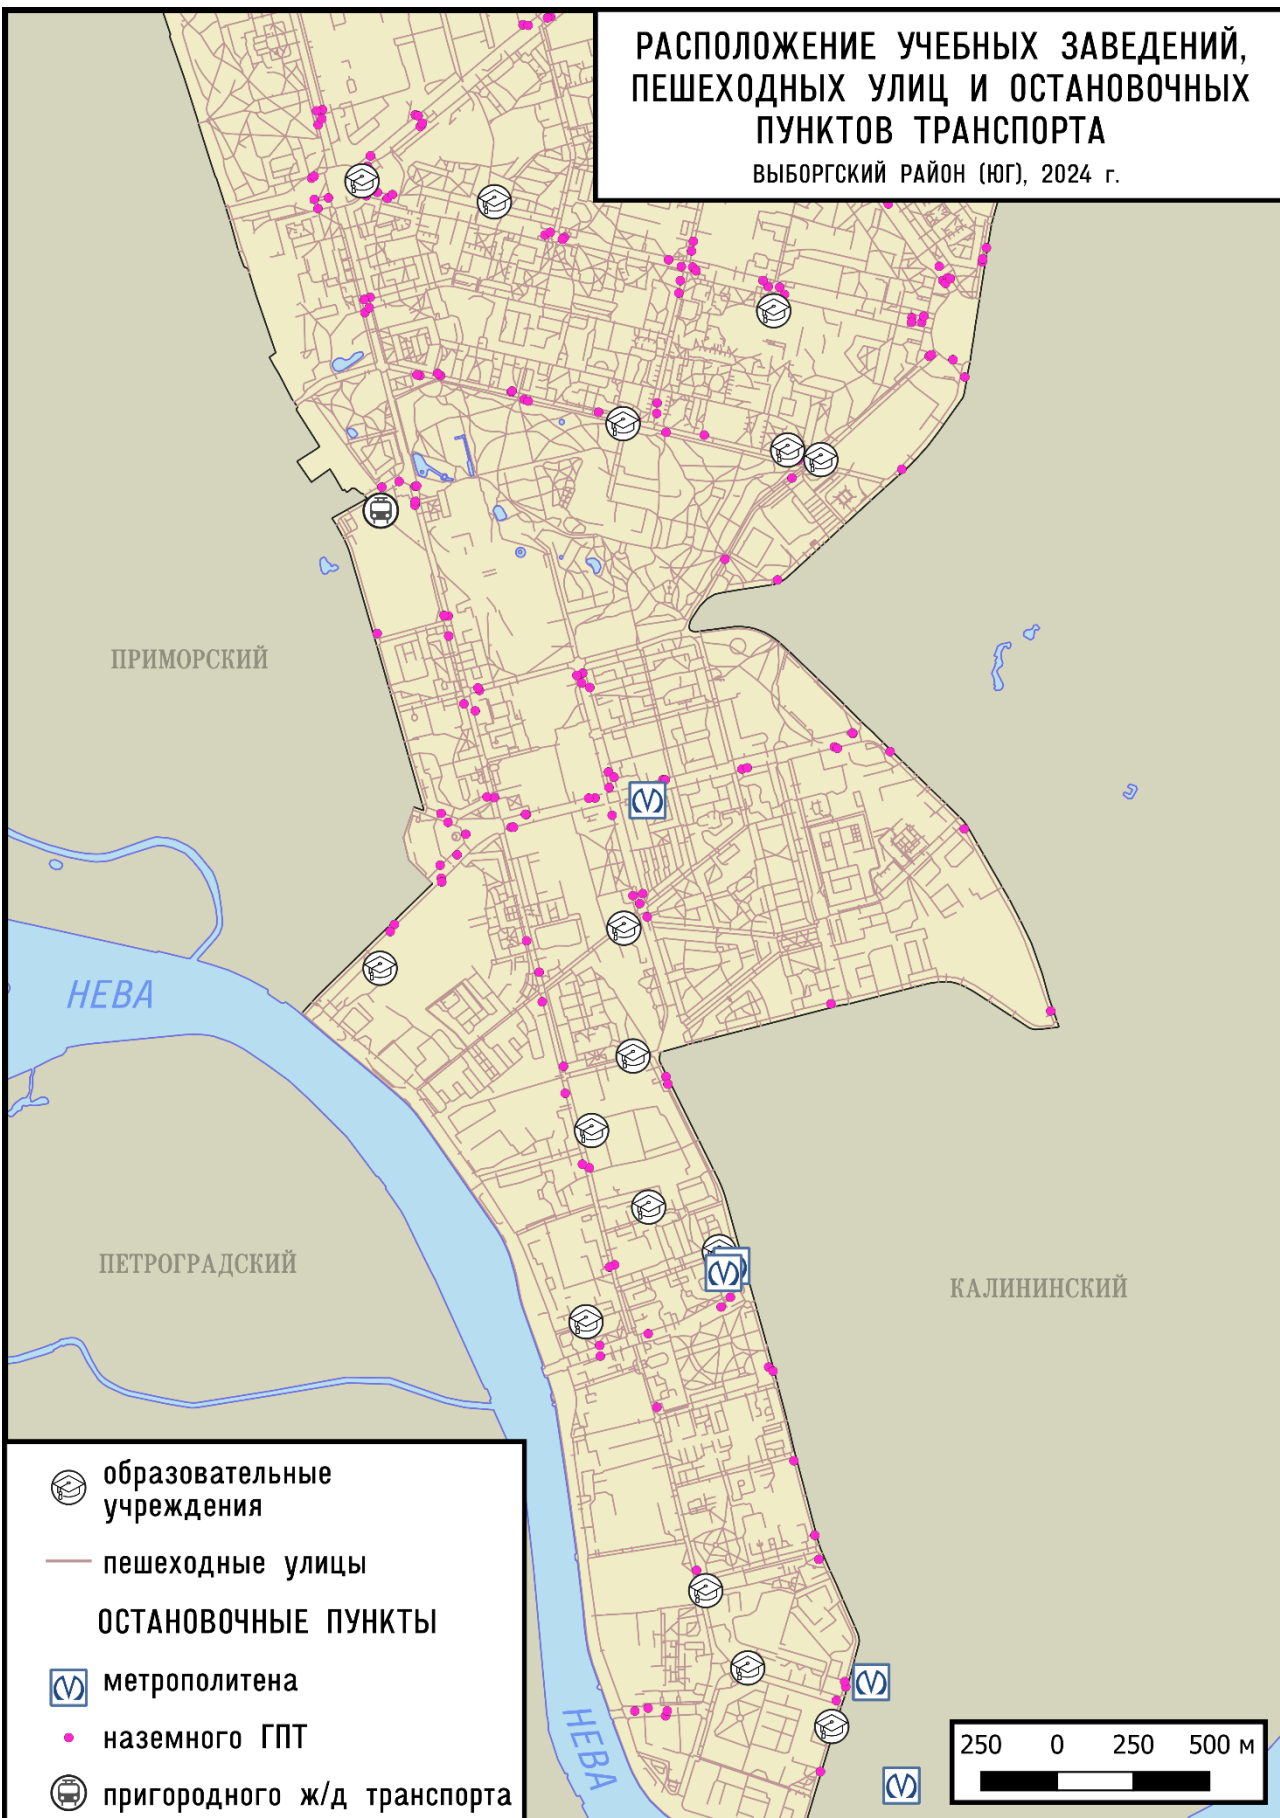 РАСПОЛОЖЕНИЕ УЧЕБНЫХ ЗАВЕДЕНИЙ,
ПЕШЕХОДНЫХ УЛИЦ И ОСТАНОВОЧНЫХ
ПУНКТОВ ТРАНСПОРТА
ВЫБОРГСКИЙ РАЙОН (ЮГ), 2024 г.
ПРИМОРСКИЙ
НЕВА
ПЕТРОГРАДСКИЙ
КАЛИНИНСКИЙ
НЕВА
образовательные
учреждения
пешеходные улицы
ОСТАНОВОЧНЫЕ ПУНКТЫ
метрополитена
наземного ГПТ
пригородного ж/д транспорта
250 0 250 500 м